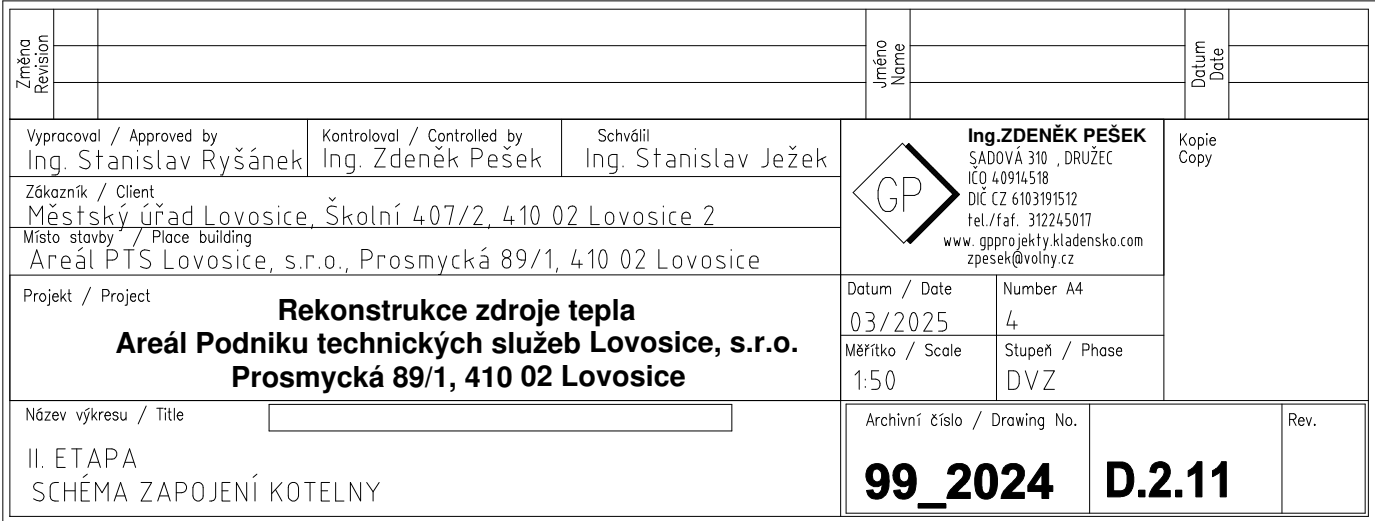 Změna
Revision
Jméno
Name
Datum
Date
Vypracoval / Approved by
Ing. Stanislav Ryšánek
Kontroloval / Controlled by
Ing. Zdeněk Pešek
Schválil
Ing. Stanislav Ježek
Zákazník / Client
Městský úřad Lovosice, Školní 407/2, 410 02 Lovosice 2
Místo stavby / Place building
Areál PTS Lovosice, s.r.o., Prosmycká 89/1, 410 02 Lovosice
GP
Ing.ZDENĚK PEŠEK
SADOVÁ 310 , DRUŽEC
IČO 40914518
DIČ CZ 6103191512
tel./faf. 312245017
www. gpprojekty.kladensko.com
zpesek@volny.cz
Kopie
Copy
Projekt / Project
Rekonstrukce zdroje tepla
Areál Podniku technických služeb Lovosice, s.r.o.
Prosmycká 89/1, 410 02 Lovosice
Datum / Date
03/2025
Number A4
4
Měřítko / Scale
1:50
Stupeň / Phase
DVZ
Název výkresu / Title
II. ETAPA
SCHÉMA ZAPOJENÍ KOTELNY
Archivní číslo / Drawing No.
99_2024
D.2.11
Rev.